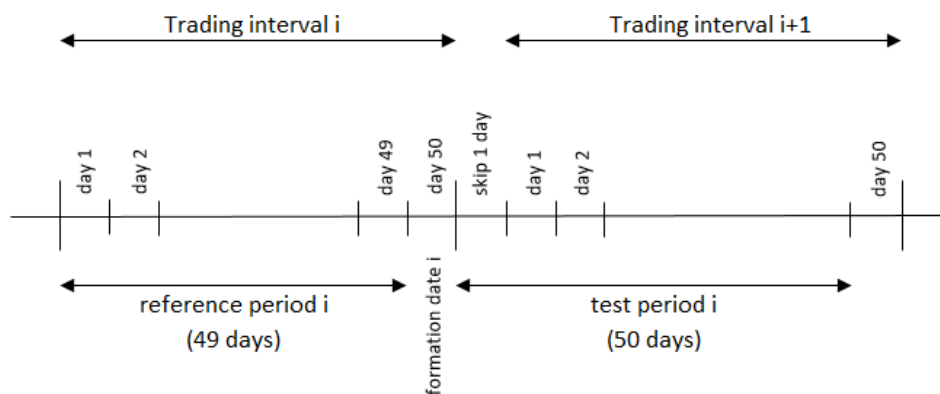 Trading interval i
Trading interval i+1
day 1
day 2
day 49
day 50
skip 1 day
day 1
day 2
day 50
reference period i
(49 days)
formation date i
test period i
(50 days)